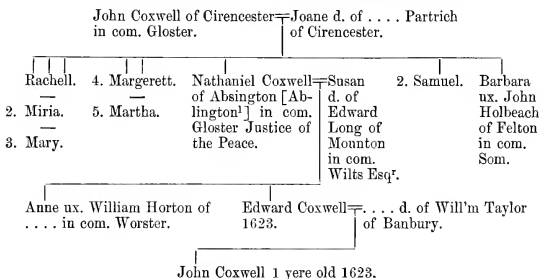 John Coxwell of Cirencester=Joane d. of . . . . Partrich
in com. Gloster. of Cirencester.
Rachell.
—
2. Miria.
—
3. Mary.
4. Margerett.
—
5. Martha.
Nathaniel Coxwell=Susan
of Absington [Ab-
lington¹] in com.
Gloster Justice of
the Peace.
d. of
Edward
Long of
Mounton
in com.
Wilts Esqʳ.
2. Samuel.
Barbara
ux. John
Holbeach
of Felton
in com.
Som.
Anne ux. William Horton of
. . . . in com. Worster.
Edward Coxwell=. . . . d. of Will'm Taylor
1623. of Banbury.
John Coxwell 1 yere old 1623.